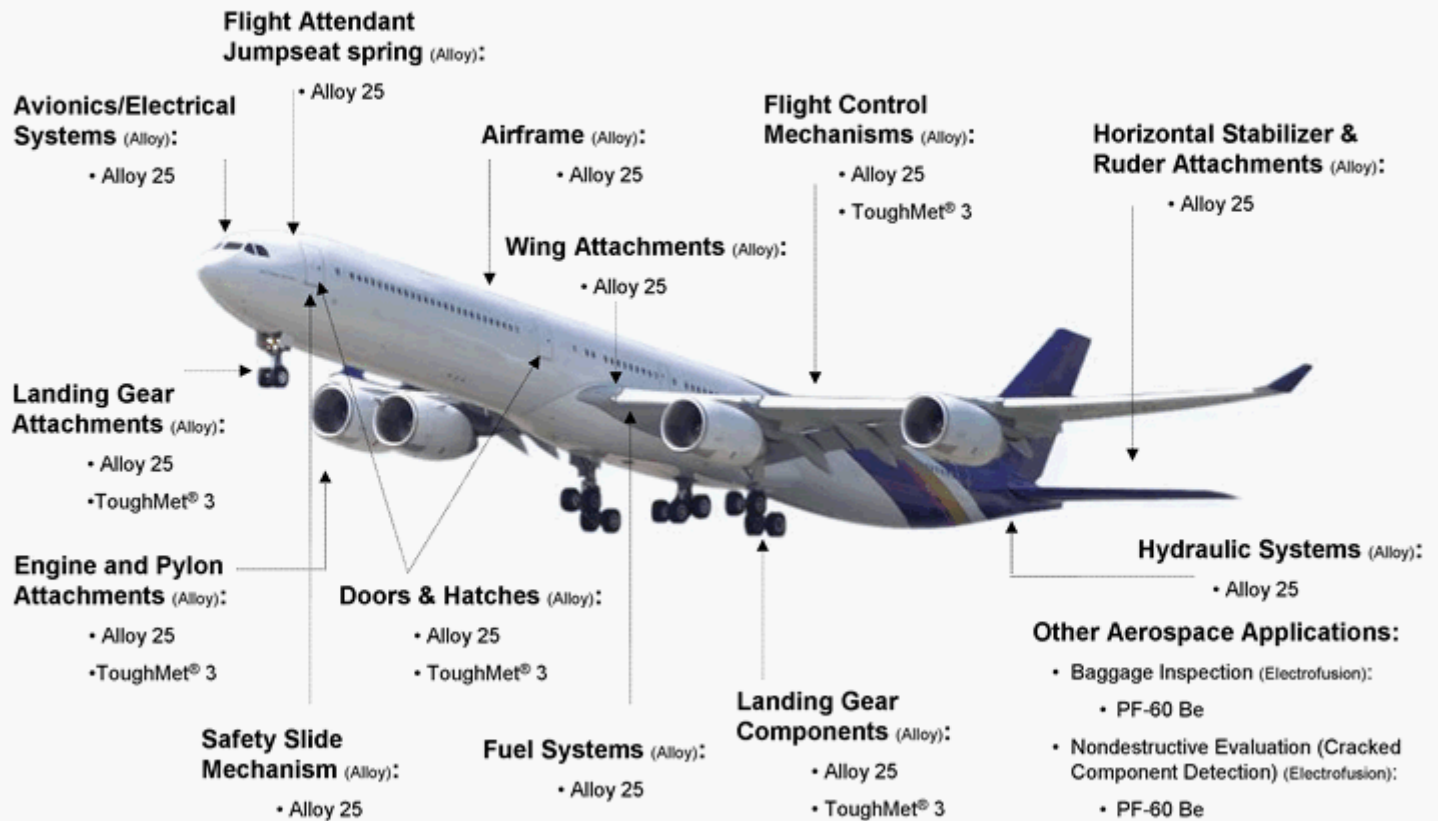 Flight Attendant
Jumpseat spring (Alloy):
• Alloy 25
Avionics/Electrical
Systems (Alloy):
• Alloy 25
Airframe (Alloy):
• Alloy 25
Flight Control
Mechanisms (Alloy):
• Alloy 25
• ToughMet® 3
Horizontal Stabilizer &
Ruder Attachments (Alloy):
• Alloy 25
Wing Attachments (Alloy):
• Alloy 25
Landing Gear
Attachments (Alloy):
• Alloy 25
•ToughMet® 3
Engine and Pylon
Attachments (Alloy):
• Alloy 25
•ToughMet® 3
Doors & Hatches (Alloy):
• Alloy 25
• ToughMet® 3
Hydraulic Systems (Alloy):
• Alloy 25
Safety Slide
Mechanism (Alloy):
• Alloy 25
Fuel Systems (Alloy):
• Alloy 25
Landing Gear
Components (Alloy):
• Alloy 25
• ToughMet® 3
Other Aerospace Applications:
• Baggage Inspection (Electrofusion):
• PF-60 Be
• Nondestructive Evaluation (Cracked
Component Detection) (Electrofusion):
• PF-60 Be